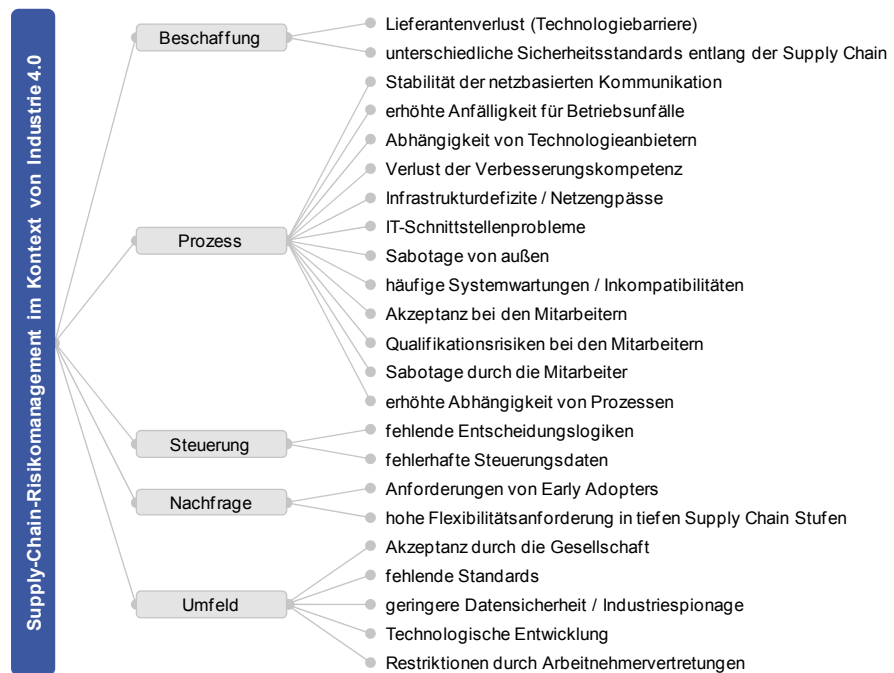 Supply-Chain-Risikomanagement im Kontext von Industrie 4.0
Beschaffung
Lieferantenverlust (Technologiebarriere)
unterschiedliche Sicherheitsstandards entlang der Supply Chain
Prozess
Stabilität der netzbasierten Kommunikation
erhöhte Anfälligkeit für Betriebsunfälle
Abhängigkeit von Technologieanbietern
Verlust der Verbesserungskompetenz
Infrastrukturdefizite / Netzengpässe
IT-Schnittstellenprobleme
Sabotage von außen
häufige Systemwartungen / Inkompatibilitäten
Akzeptanz bei den Mitarbeitern
Qualifikationsrisiken bei den Mitarbeitern
Sabotage durch die Mitarbeiter
erhöhte Abhängigkeit von Prozessen
Steuerung
fehlende Entscheidungslogiken
fehlerhafte Steuerungsdaten
Nachfrage
Anforderungen von Early Adopters
hohe Flexibilitätsanforderung in tiefen Supply Chain Stufen
Umfeld
Akzeptanz durch die Gesellschaft
fehlende Standards
geringere Datensicherheit / Industriespionage
Technologische Entwicklung
Restriktionen durch Arbeitnehmervertretungen